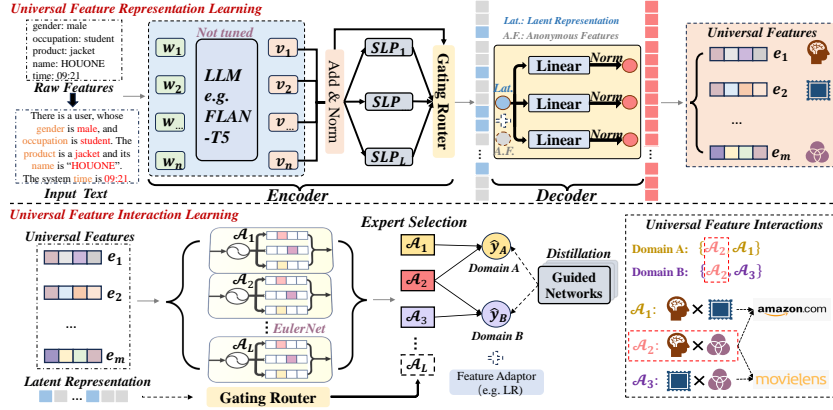 Universal Feature Representation Learning
gender: male
occupation: student
product: jacket
name: HOUONE
time: 09:21
Raw Features
There is a user, whose
gender is male, and
occupation is student. The
product is a jacket and its
name is "HOUONE".
The system time is 09:21.
Input Text
Not tuned
w1
w2
w...
wn
LLM
e.g.
FLAN
-T5
v1
v2
v...
vn
Add & Norm
SLP1
SLP
SLPL
Gating Router
Encoder
Lat.: Laent Representation
A.F.: Anonymous Features
Lat.
A.F.
Linear
Norm
Linear
Norm
Linear
Norm
Decoder
Universal Features
e1
e2
...
em
Universal Feature Interaction Learning
Universal Features
e1
e2
...
em
Latent Representation
...
A1
A2
EulerNet
AL
Gating Router
Expert Selection
A1
A2
A3
AL
ŷA
Domain A
ŷB
Domain B
Feature Adaptor
(e.g. LR)
Distillation
Guided
Networks
Universal Feature Interactions
Domain A: {A2, A1}
Domain B: {A2, A3}
A1: ×
amazon.com
A2: ×
A3: ×
movielens